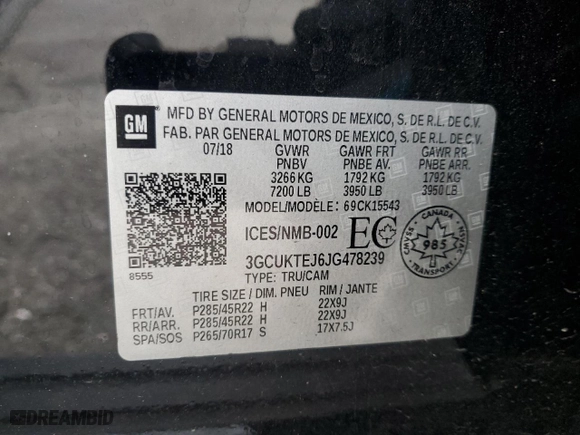 GM
MFD BY GENERAL MOTORS DE MEXICO, S. DE R.L. DE C.V.
FAB. PAR GENERAL MOTORS DE MEXICO, S. DE R.L. DE C.V.
07/18 GVWR GAWR FRT GAWR RR
PNBV PNBE AV. PNBE ARR.
3266 KG 1792 KG 1792 KG
7200 LB 3950 LB 3950 LB
MODEL/MODÈLE: 69CK15543
ICES/NMB-002 EC
CANADA
985
TRANSPORT
3GCUKTEJ6JG478239
TYPE: TRU/CAM
8555
TIRE SIZE / DIM. PNEU RIM / JANTE
FRT/AV. P285/45R22 H 22X9J
RR/ARR. P285/45R22 H 22X9J
SPA/SOS P265/70R17 S 17X7.5J
DREAMBID